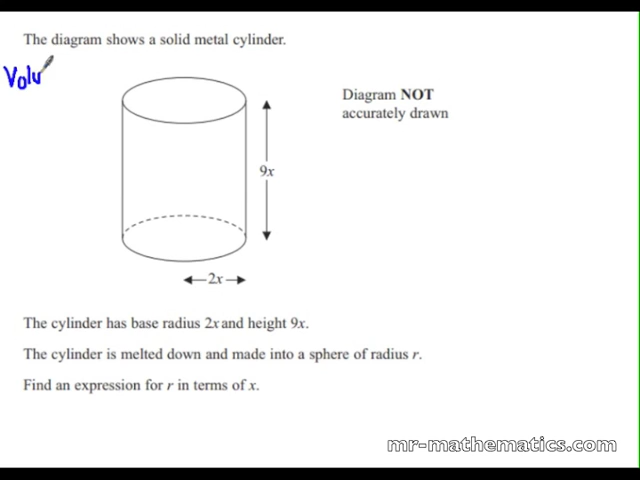 The diagram shows a solid metal cylinder.
Volu
Diagram NOT
accurately drawn
9x
2x
The cylinder has base radius 2x and height 9x.
The cylinder is melted down and made into a sphere of radius r.
Find an expression for r in terms of x.
mr-mathematics.com